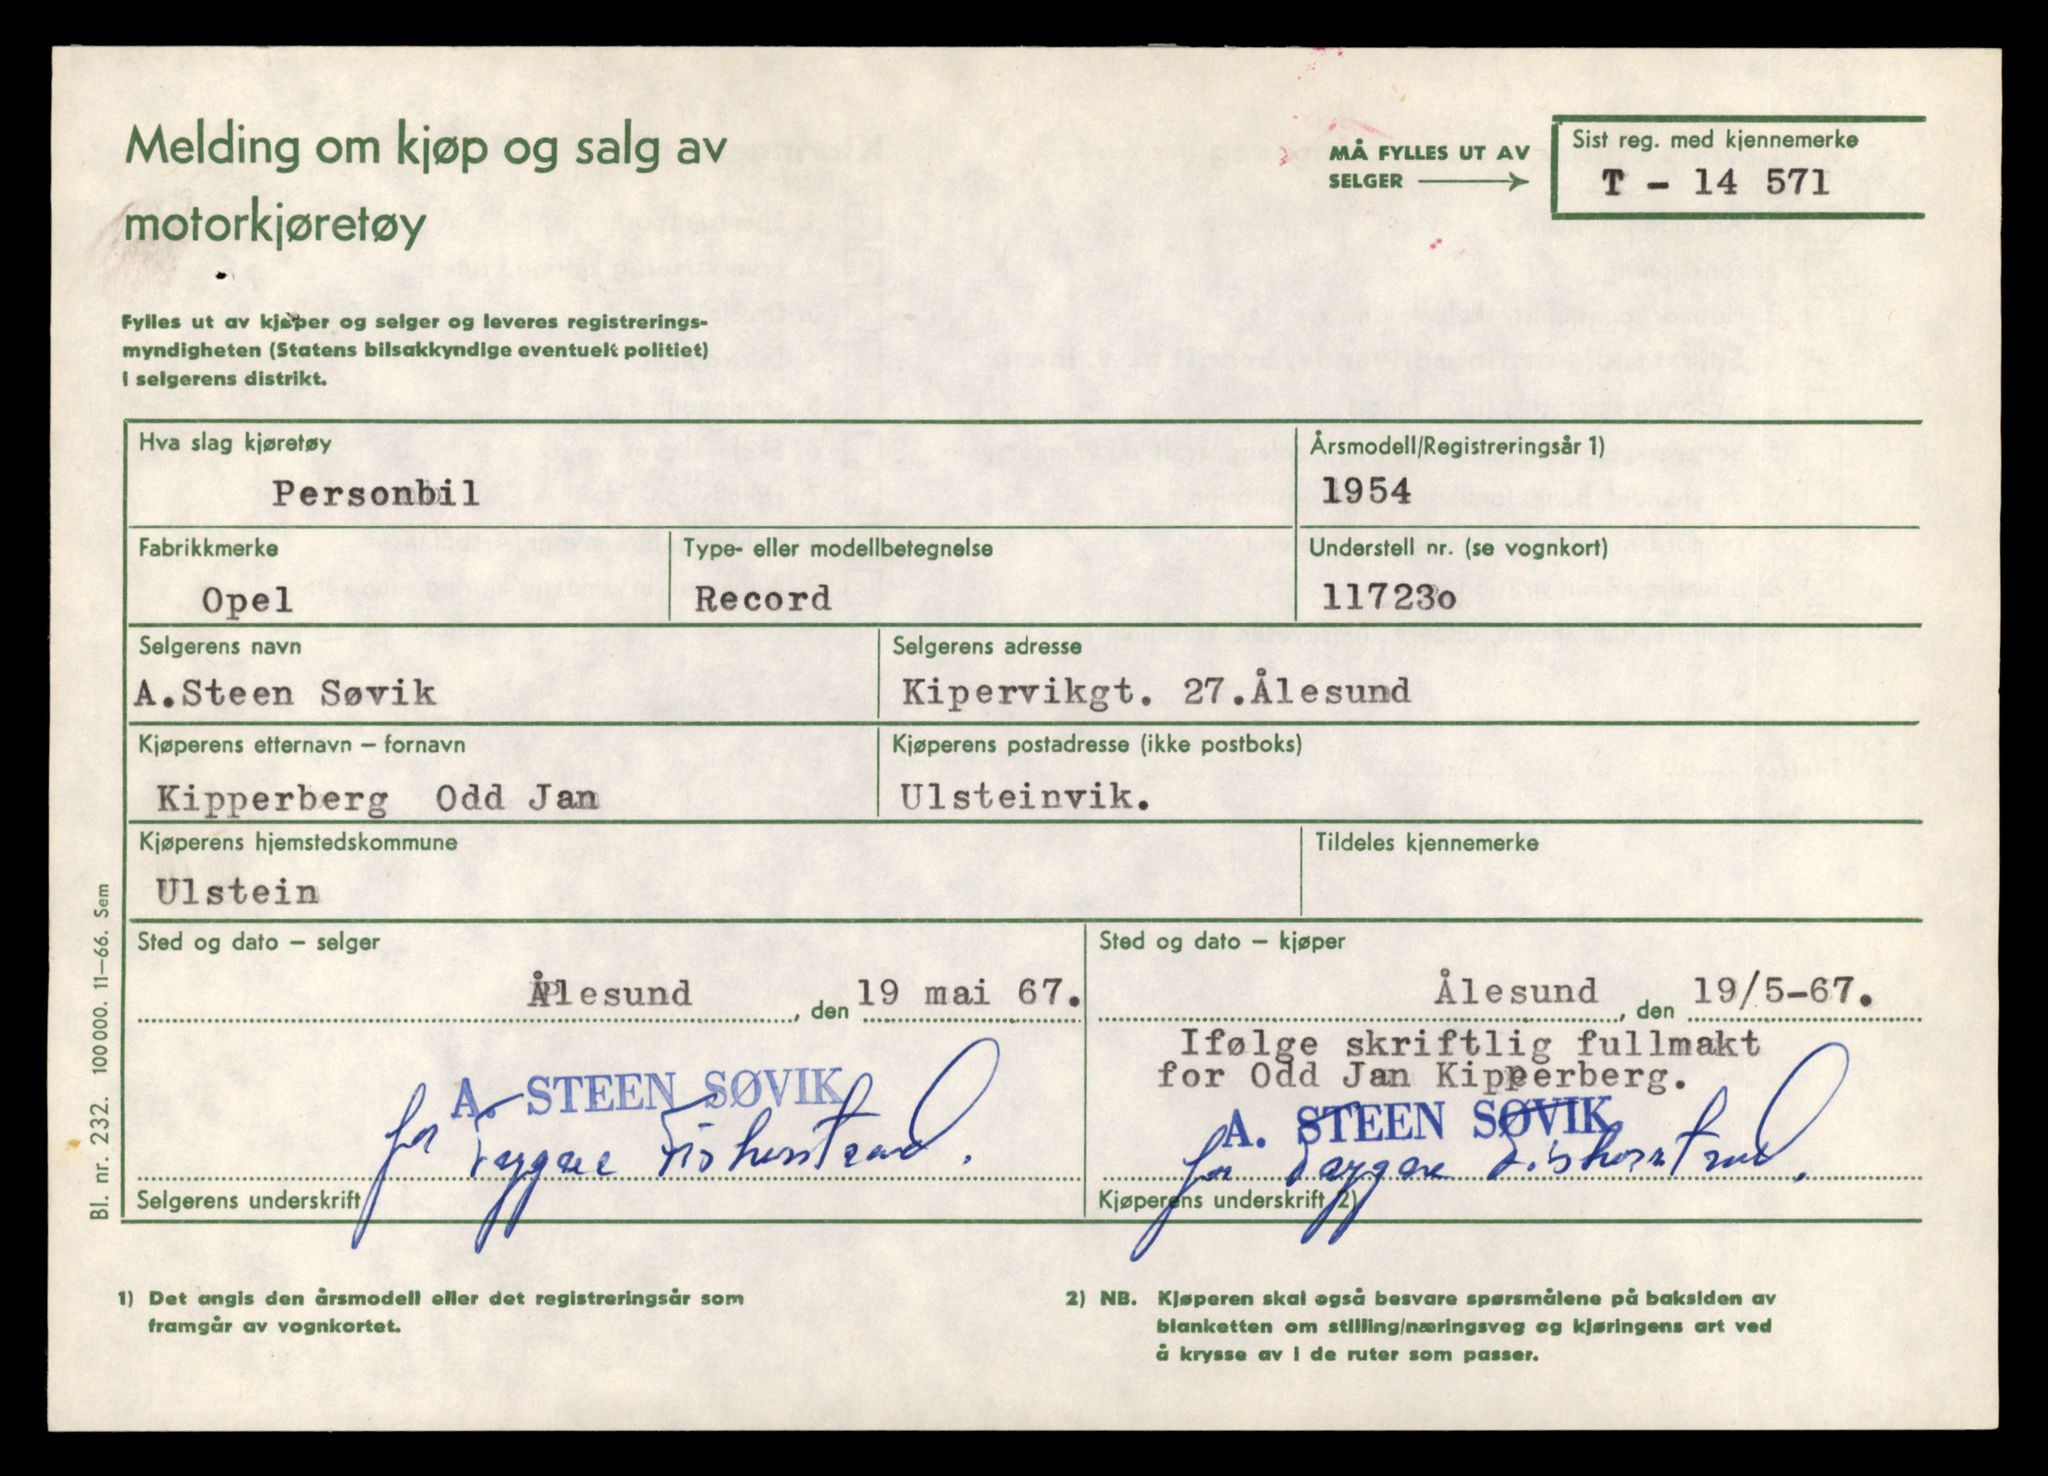 Melding om kjøp og salg av
motorkjøretøy
MÅ FYLLES UT AV
SELGER
Sist reg. med kjennemerke
T - 14 571
Fylles ut av kjøper og selger og leveres registrerings-
myndigheten (Statens bilsakkyndige eventuelt politiet)
i selgerens distrikt.
Hva slag kjøretøy
Personbil
Årsmodell/Registreringsår 1)
1954
Fabrikkmerke
Opel
Type- eller modellbetegnelse
Record
Understell nr. (se vognkort)
11723o
Selgerens navn
A.Steen Søvik
Selgerens adresse
Kipervikgt. 27.Ålesund
Kjøperens etternavn – fornavn
Kipperberg Odd Jan
Kjøperens postadresse (ikke postboks)
Ulsteinvik.
Kjøperens hjemstedskommune
Ulstein
Tildeles kjennemerke
Sted og dato – selger
Ålesund, den 19 mai 67.
A. STEEN SØVIK
for Tryggve Fiskerstrand.
Selgerens underskrift
Sted og dato – kjøper
Ålesund, den 19/5-67.
Ifølge skriftlig fullmakt
for Odd Jan Kipperberg.
A. STEEN SØVIK
for Tryggve Fiskerstrand.
Kjøperens underskrift 2)
Bl. nr. 232. 100 000. 11–66. Sem
1) Det angis den årsmodell eller det registreringsår som
framgår av vognkortet.
2) NB. Kjøperen skal også besvare spørsmålene på baksiden av
blanketten om stilling/næringsveg og kjøringens art ved
å krysse av i de ruter som passer.